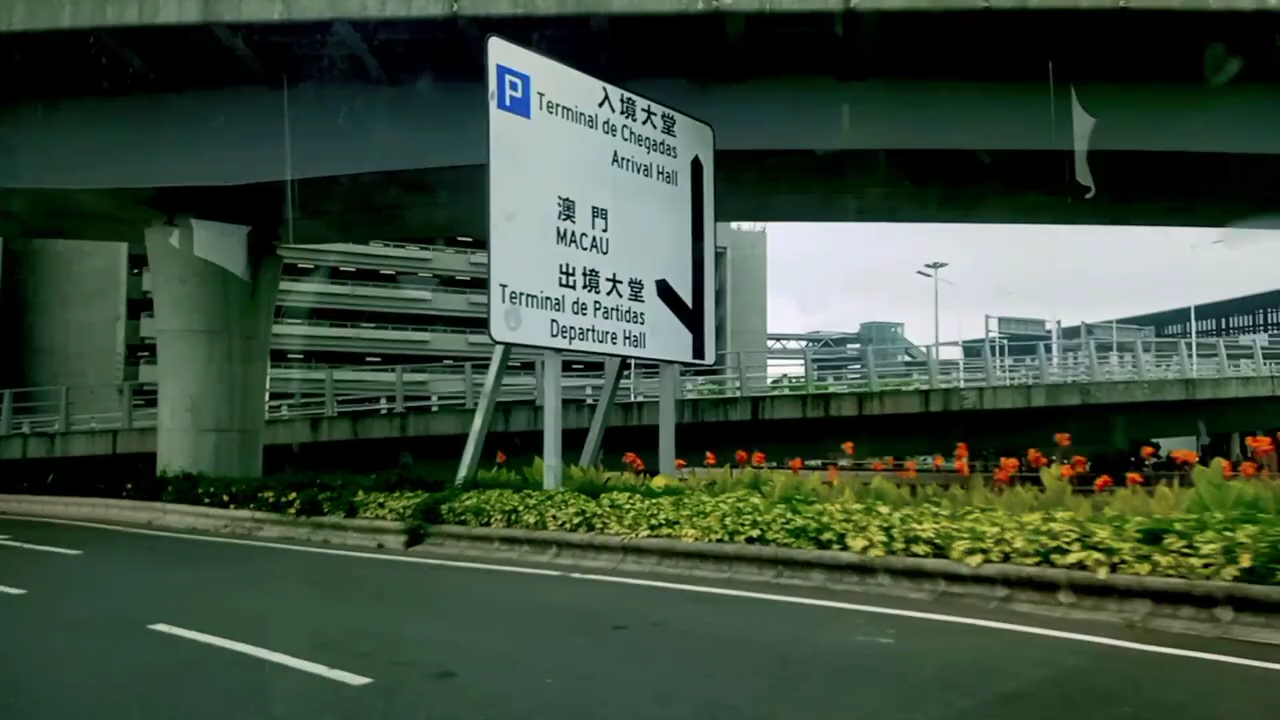 P
入境大堂
Terminal de Chegadas
Arrival Hall
澳門
MACAU
出境大堂
Terminal de Partidas
Departure Hall